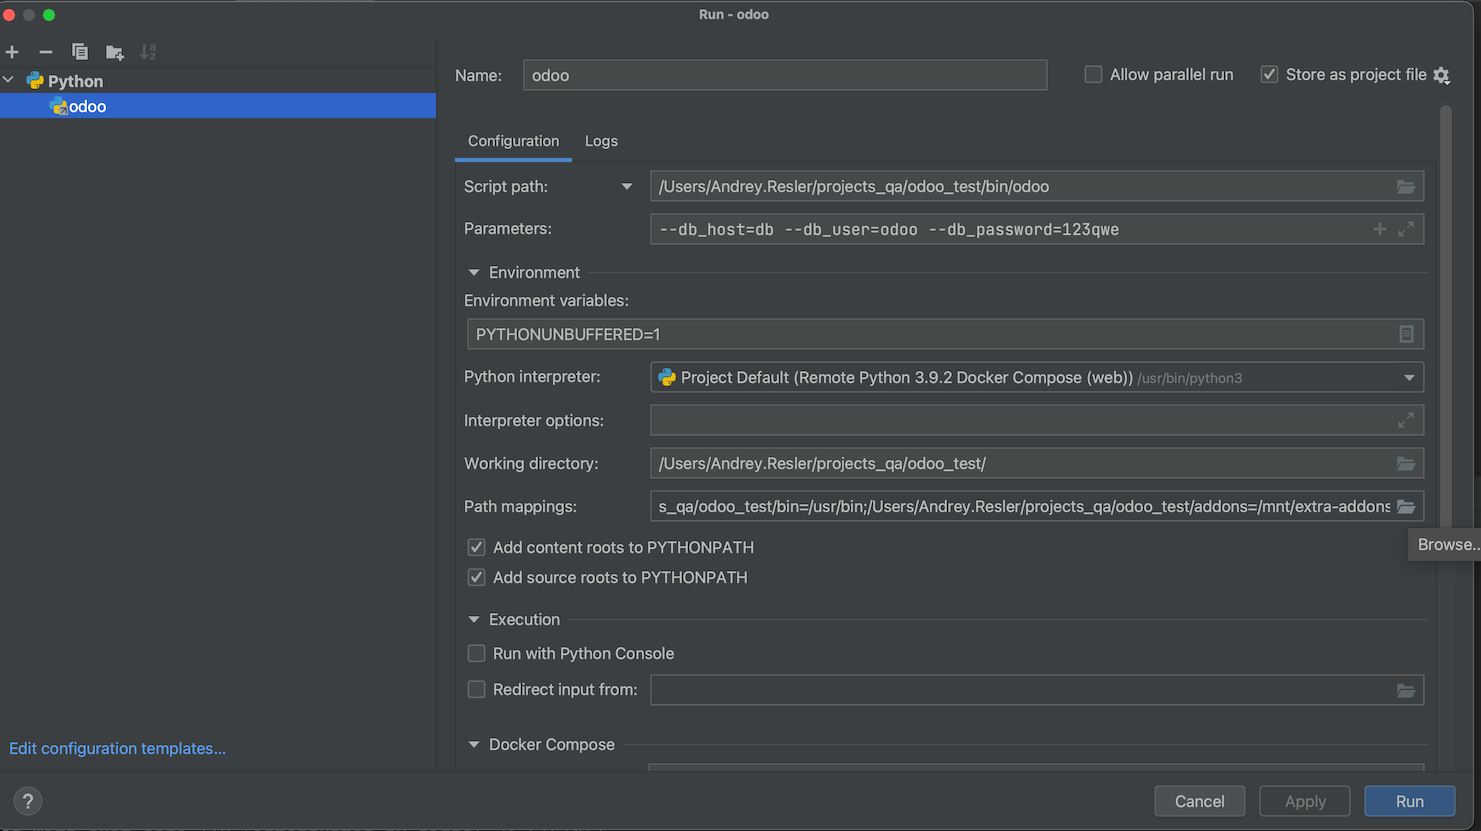 Run - odoo
Python
odoo
Name: odoo
Allow parallel run
Store as project file
Configuration Logs
Script path: /Users/Andrey.Resler/projects_qa/odoo_test/bin/odoo
Parameters: --db_host=db --db_user=odoo --db_password=123qwe
Environment
Environment variables:
PYTHONUNBUFFERED=1
Python interpreter: Project Default (Remote Python 3.9.2 Docker Compose (web)) /usr/bin/python3
Interpreter options:
Working directory: /Users/Andrey.Resler/projects_qa/odoo_test/
Path mappings: s_qa/odoo_test/bin=/usr/bin;/Users/Andrey.Resler/projects_qa/odoo_test/addons=/mnt/extra-addons
Browse..
Add content roots to PYTHONPATH
Add source roots to PYTHONPATH
Execution
Run with Python Console
Redirect input from:
Docker Compose
Edit configuration templates...
? Cancel Apply Run